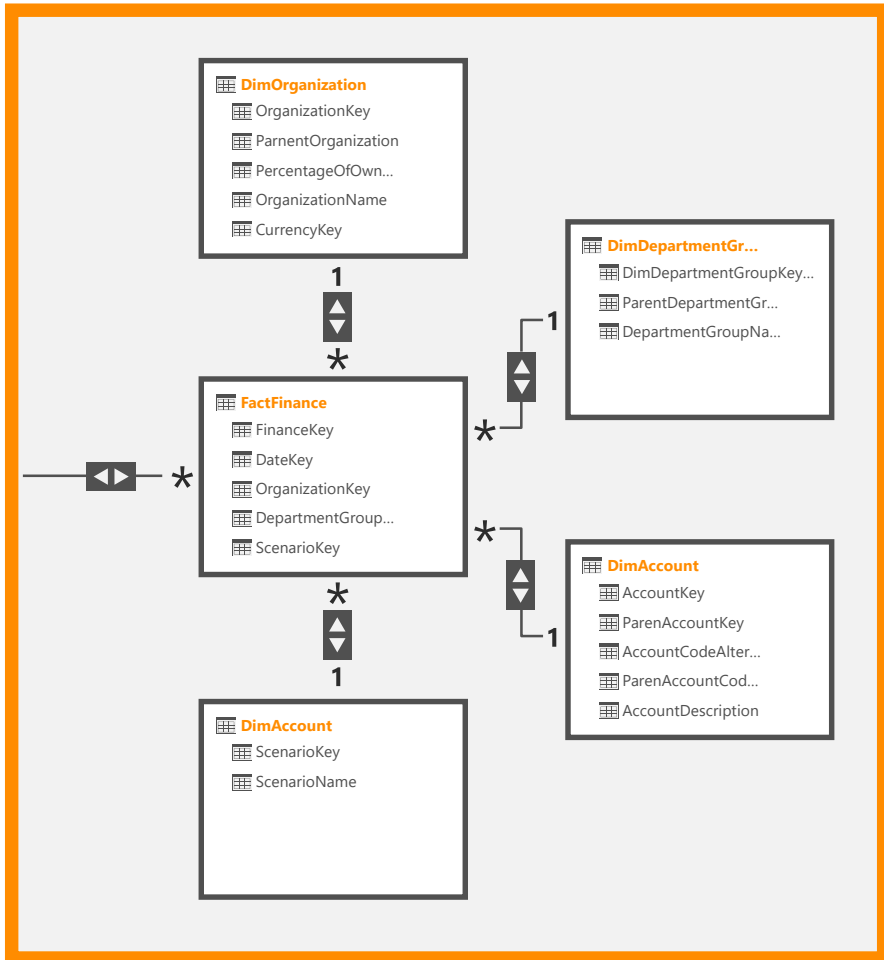 DimOrganization
OrganizationKey
ParnentOrganization
PercentageOfOwn...
OrganizationName
CurrencyKey
1
*
DimDepartmentGr...
DimDepartmentGroupKey...
ParentDepartmentGr...
DepartmentGroupNa...
1
*
FactFinance
FinanceKey
DateKey
OrganizationKey
DepartmentGroup...
ScenarioKey
*
*
1
DimAccount
AccountKey
ParenAccountKey
AccountCodeAlter...
ParenAccountCod...
AccountDescription
*
1
DimAccount
ScenarioKey
ScenarioName